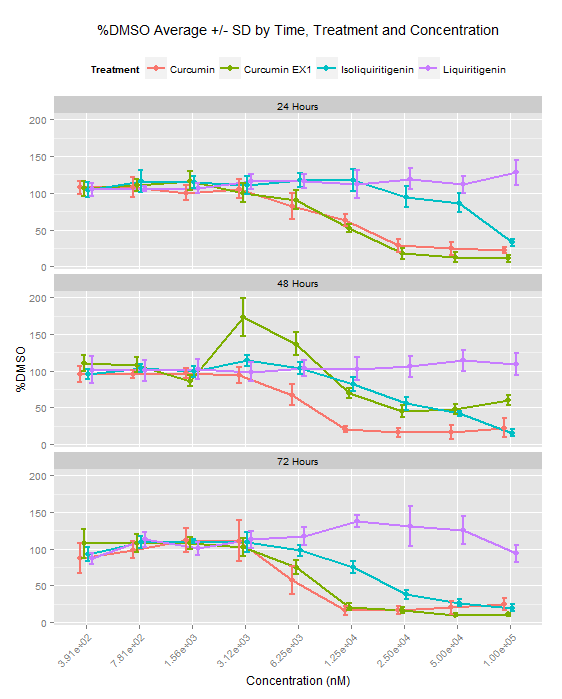 %DMSO Average +/- SD by Time, Treatment and Concentration
Treatment Curcumin Curcumin EX1 Isoliquiritigenin Liquiritigenin
24 Hours
200
150
100
50
0
48 Hours
200
150
100
50
0
72 Hours
200
150
100
50
0
%DMSO
3.91e+02 7.81e+02 1.56e+03 3.12e+03 6.25e+03 1.25e+04 2.50e+04 5.00e+04 1.00e+05
Concentration (nM)